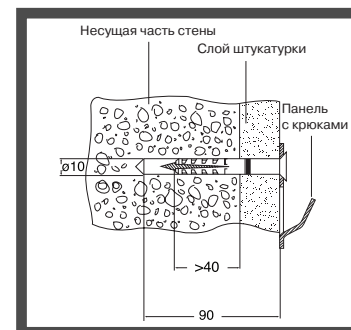 Несущая часть стены
Слой штукатурки
Панель
с крюками
ø10
>40
90